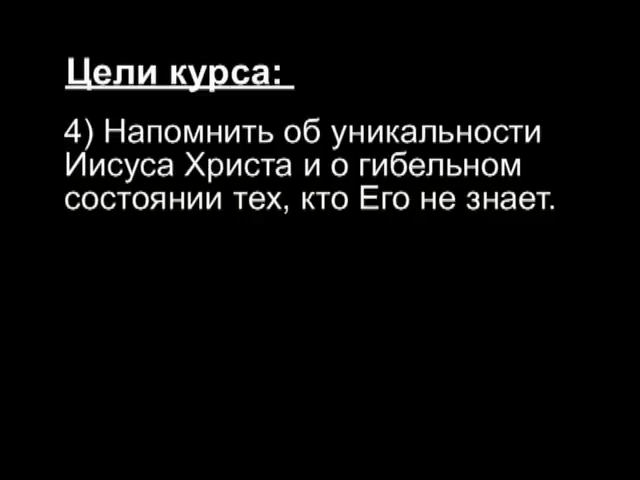 Цели курса:
4) Напомнить об уникальности
Иисуса Христа и о гибельном
состоянии тех, кто Его не знает.